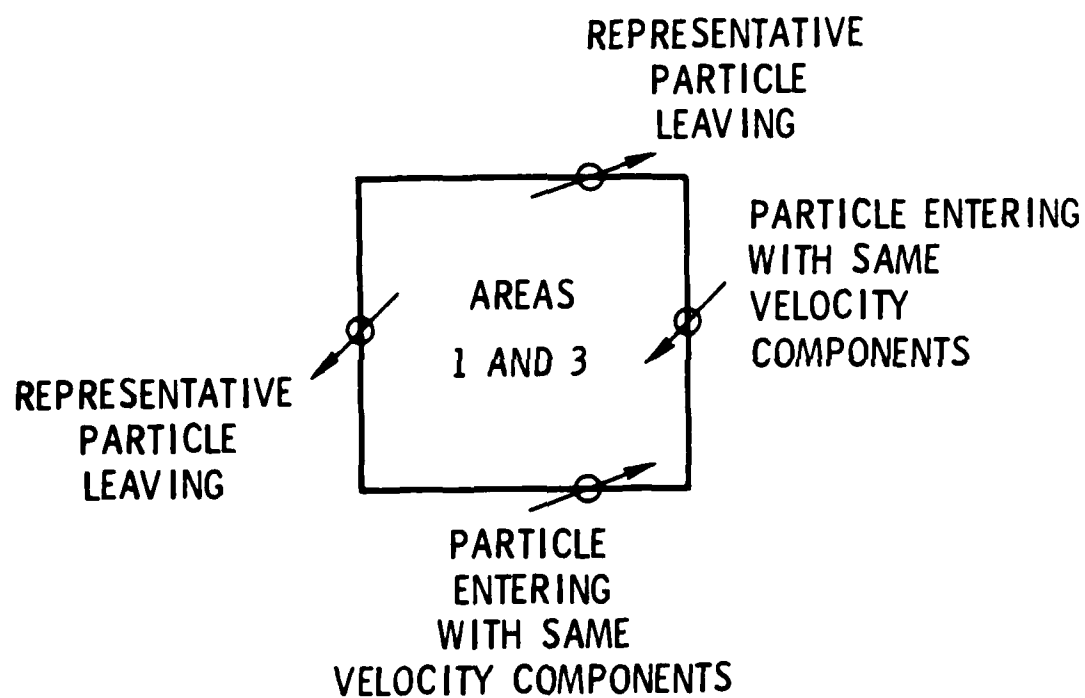 REPRESENTATIVE
PARTICLE
LEAVING
PARTICLE ENTERING
WITH SAME
VELOCITY
COMPONENTS
AREAS
1 AND 3
REPRESENTATIVE
PARTICLE
LEAVING
PARTICLE
ENTERING
WITH SAME
VELOCITY COMPONENTS